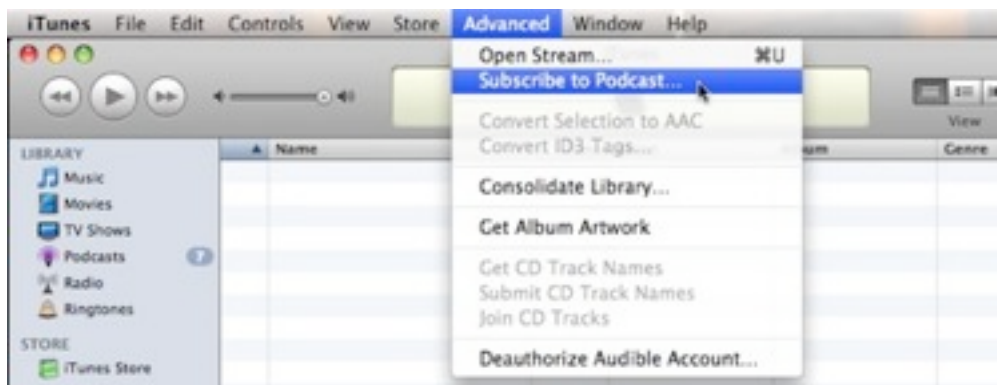 iTunes File Edit Controls View Store Advanced Window Help
Open Stream... ⌘U
Subscribe to Podcast...
Convert Selection to AAC
Convert ID3 Tags...
Consolidate Library...
Get Album Artwork
Get CD Track Names
Submit CD Track Names
Join CD Tracks
Deauthorize Audible Account...
View
Name Genre
LIBRARY
Music
Movies
TV Shows
Podcasts 7
Radio
Ringtones
STORE
iTunes Store